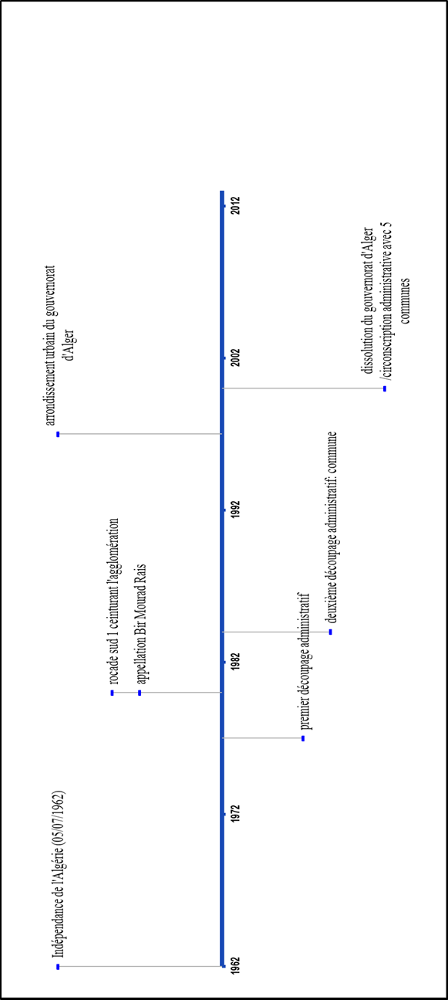 Indépendance de l'Algérie (05/07/1962)
rocade sud 1 ceinturant l'agglomération
appellation Bir Mourad Rais
arrondissement urbain du gouvernorat
d'Alger
1962
1972
1982
1992
2002
2012
premier découpage administratif
deuxième découpage administratif: commune
dissolution du gouvernorat d'Alger
/circonscription administrative avec 5
communes